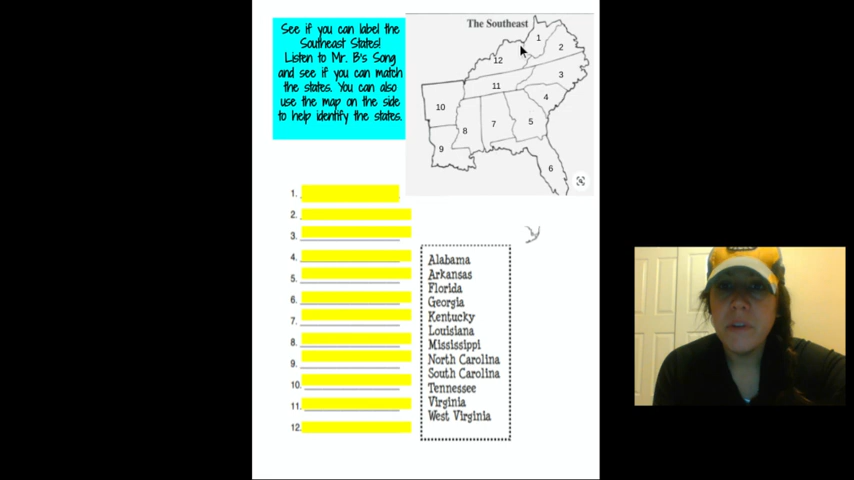 See if you can label the
Southeast States!
Listen to Mr. B's Song
and see if you can match
the states. You can also
use the map on the side
to help identify the states.
The Southeast
1
2
12
3
11
4
10
7
5
8
9
6
1.
2.
3.
4.
5.
6.
7.
8.
9.
10.
11.
12.
Alabama
Arkansas
Florida
Georgia
Kentucky
Louisiana
Mississippi
North Carolina
South Carolina
Tennessee
Virginia
West Virginia